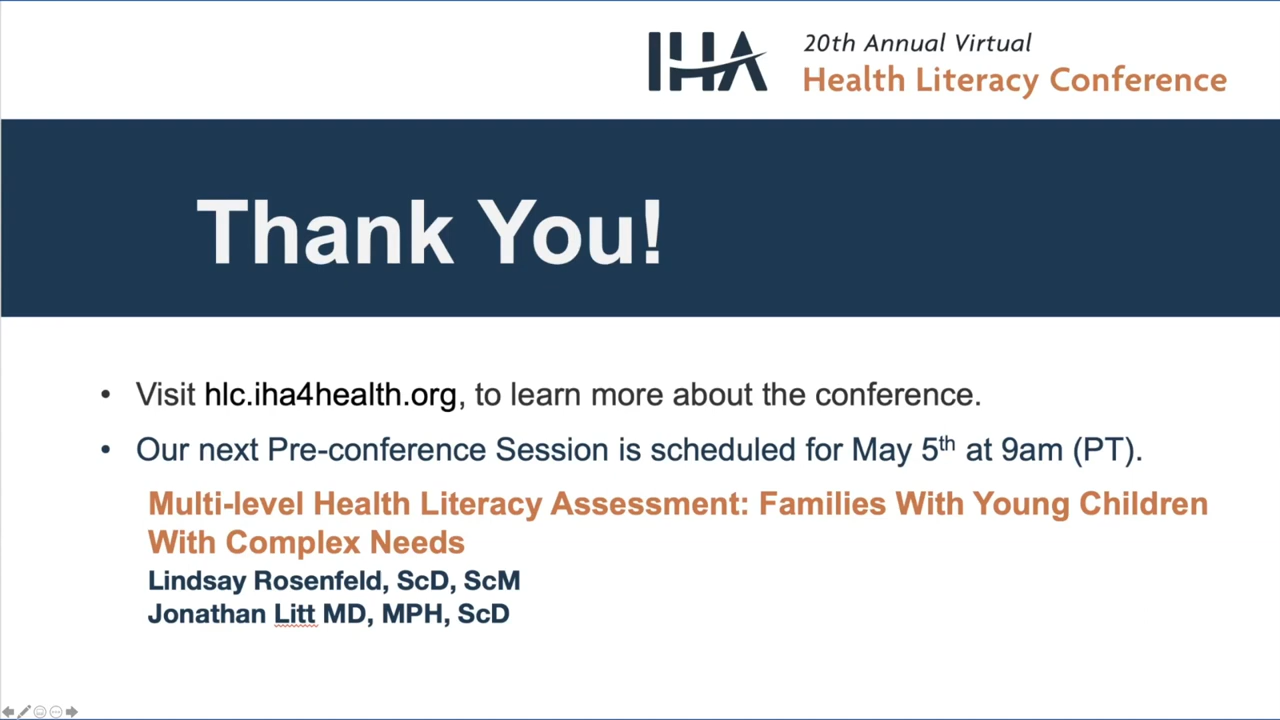 IHA
20th Annual Virtual
Health Literacy Conference
Thank You!
• Visit hlc.iha4health.org, to learn more about the conference.
• Our next Pre-conference Session is scheduled for May 5th at 9am (PT).
Multi-level Health Literacy Assessment: Families With Young Children
With Complex Needs
Lindsay Rosenfeld, ScD, ScM
Jonathan Litt MD, MPH, ScD